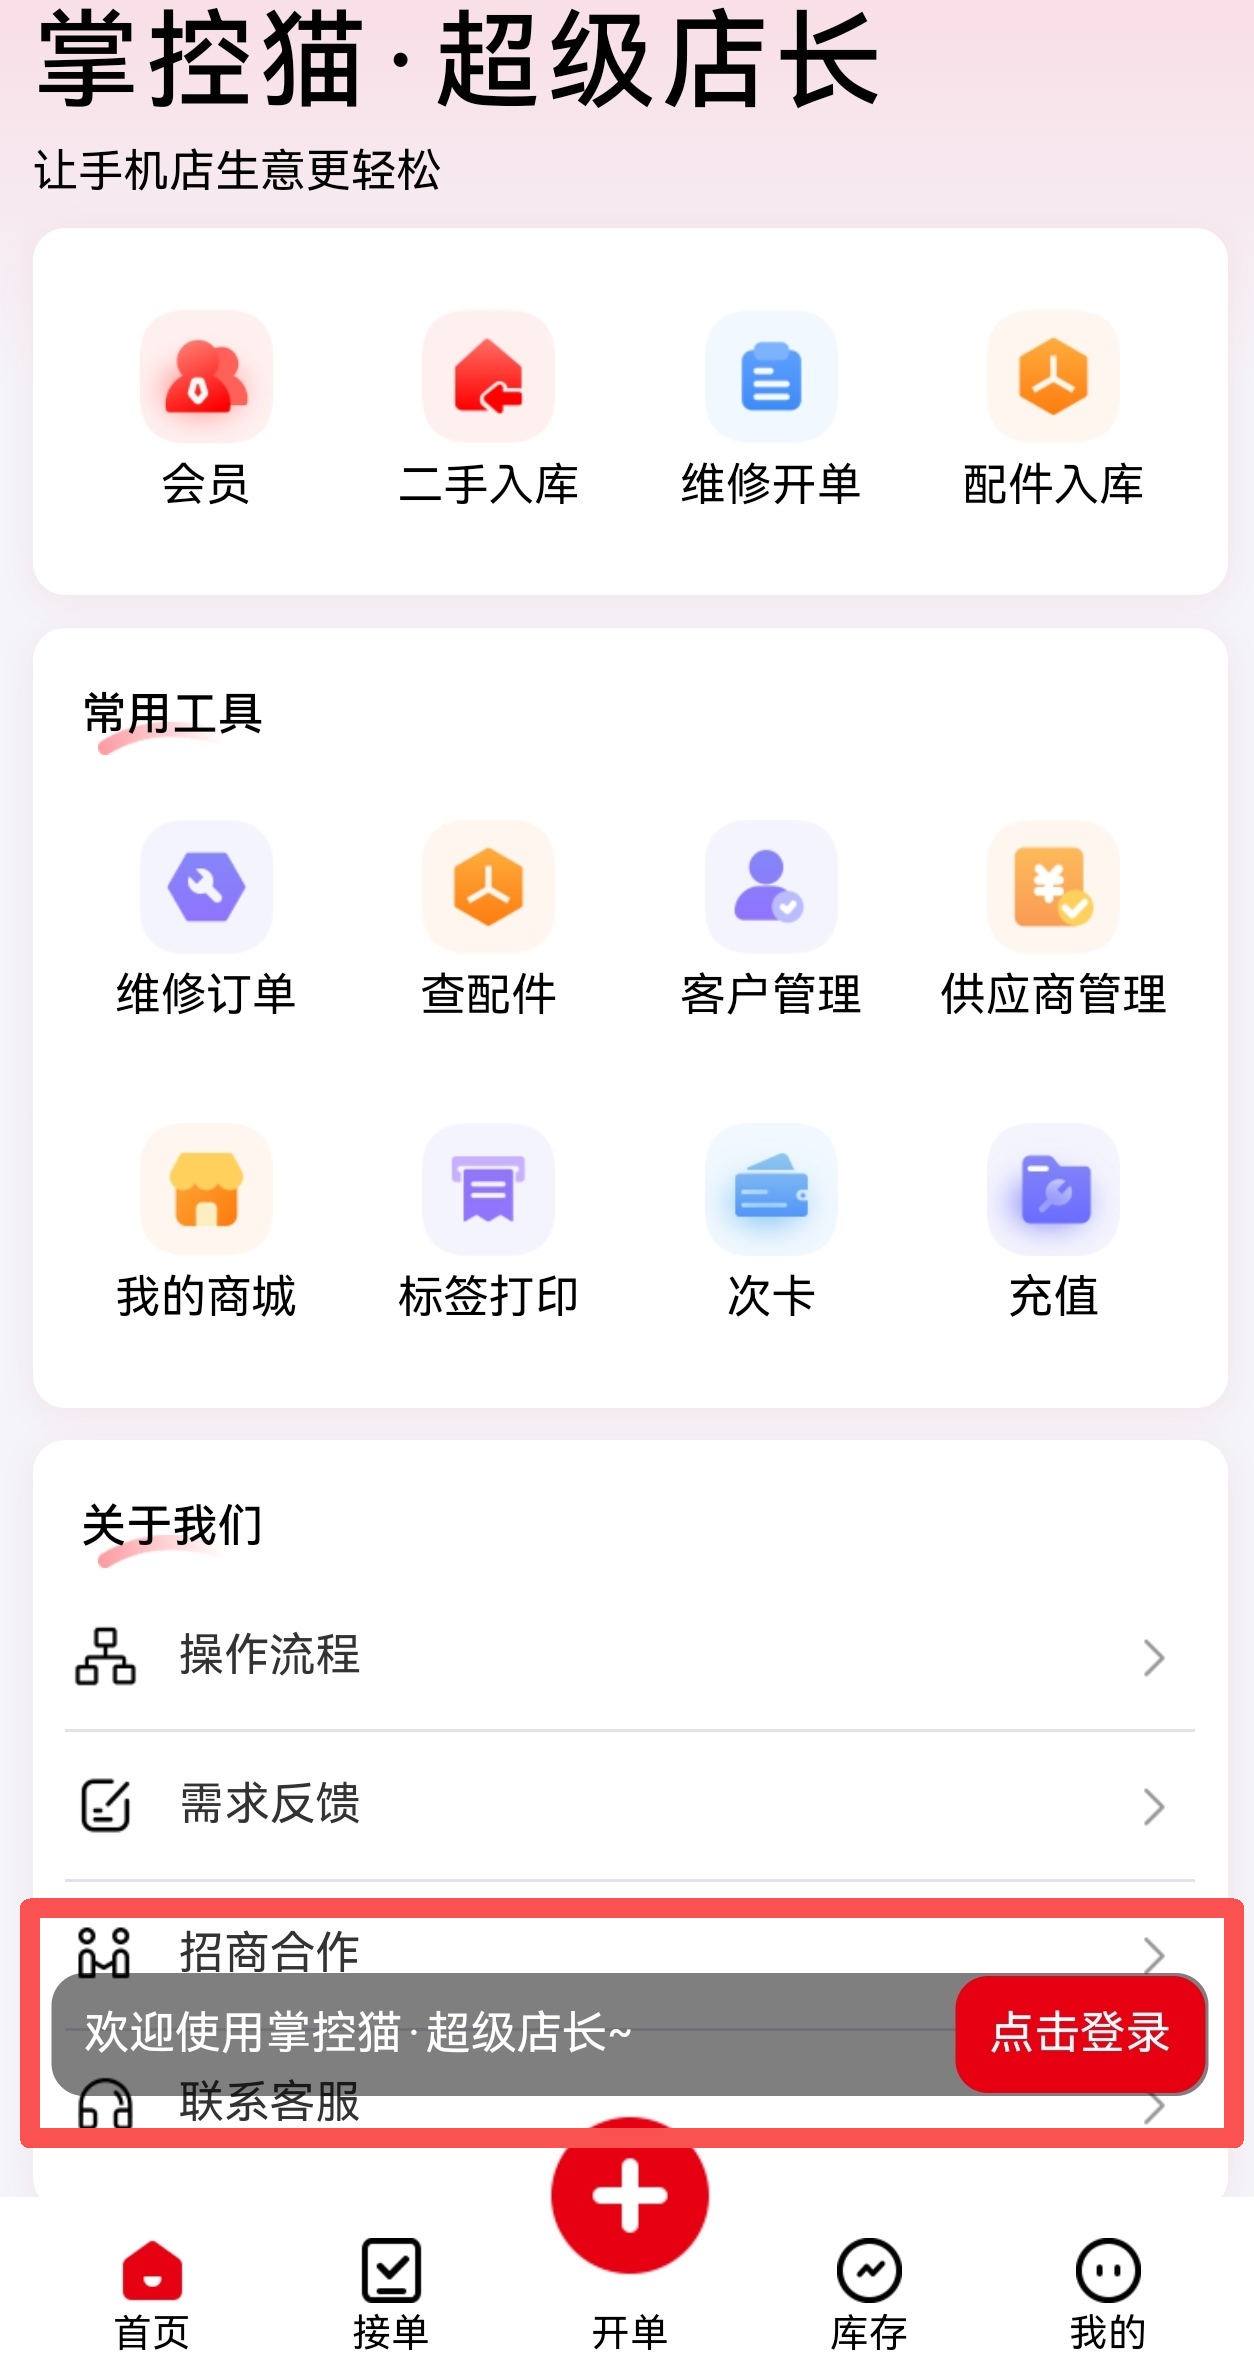 掌控猫·超级店长
让手机店生意更轻松
会员 二手入库 维修开单 配件入库
常用工具
维修订单 查配件 客户管理 供应商管理
我的商城 标签打印 次卡 充值
关于我们
操作流程
需求反馈
招商合作
欢迎使用掌控猫·超级店长~ 点击登录
联系客服
首页 接单 开单 库存 我的